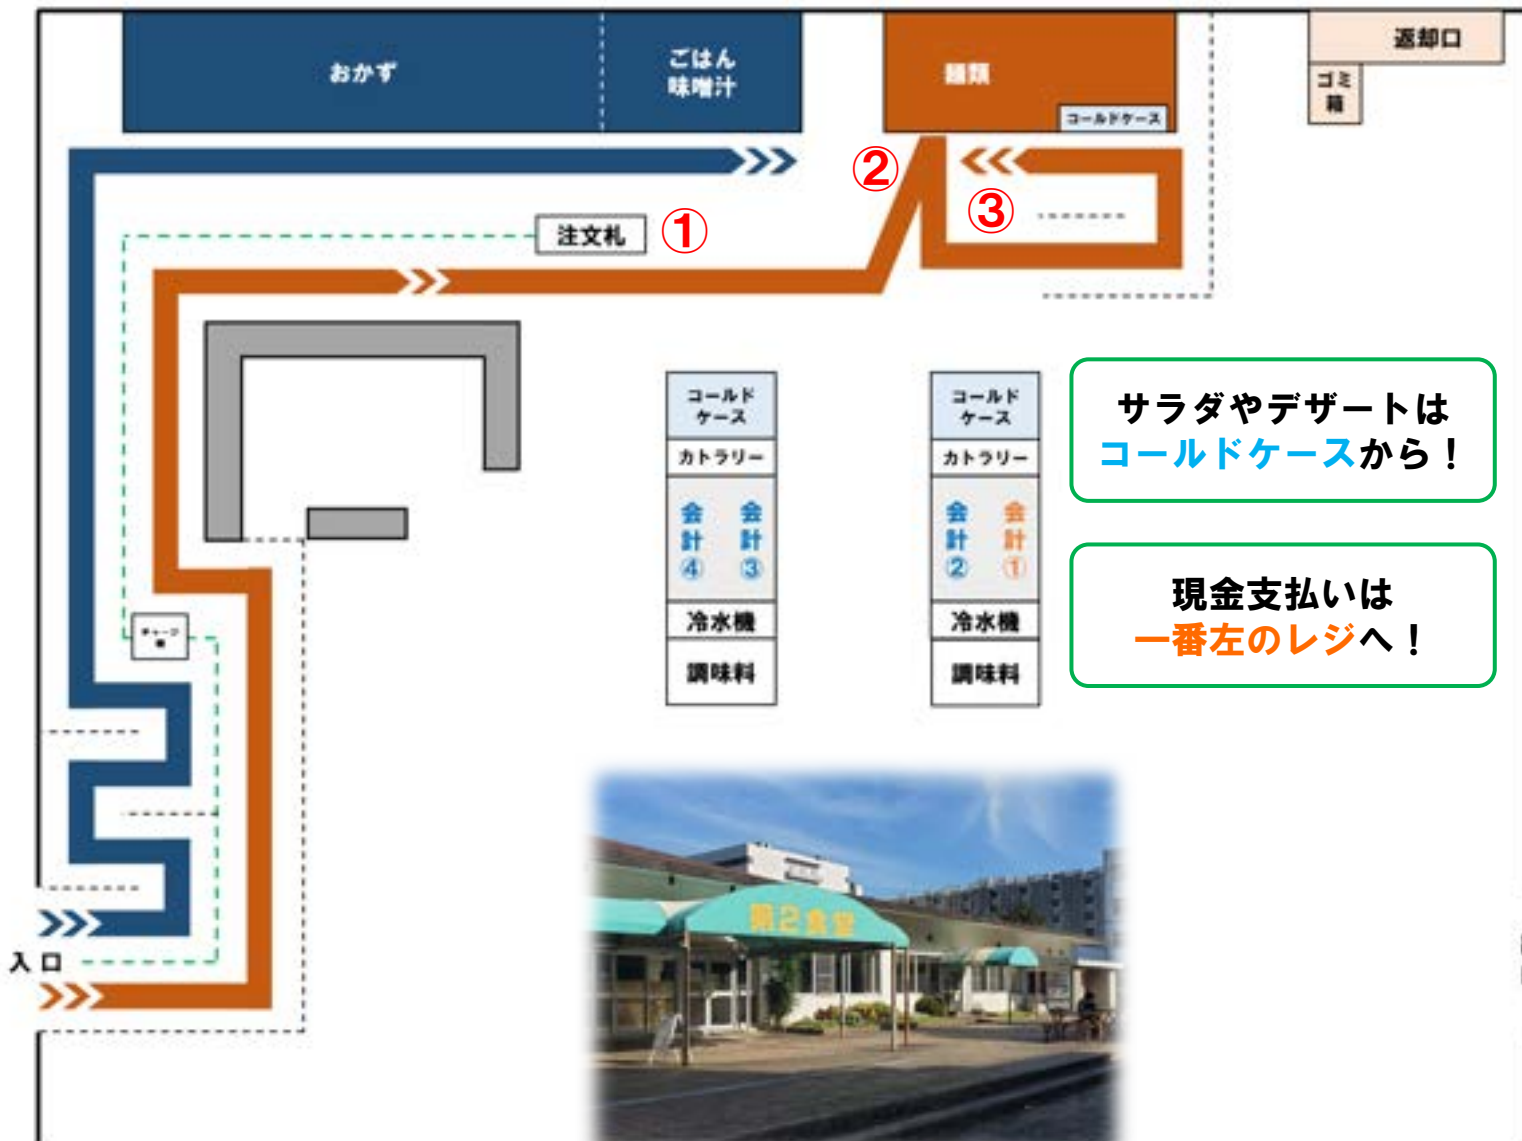 おかず
ごはん
味噌汁
麺類
コールドケース
返却口
ゴミ
箱
②
③
注文札
①
コールド
ケース
カトラリー
会計④
会計③
冷水機
調味料
コールド
ケース
カトラリー
会計②
会計①
冷水機
調味料
サラダやデザートは
コールドケースから！
現金支払いは
一番左のレジへ！
チャージ
入口
第2食堂